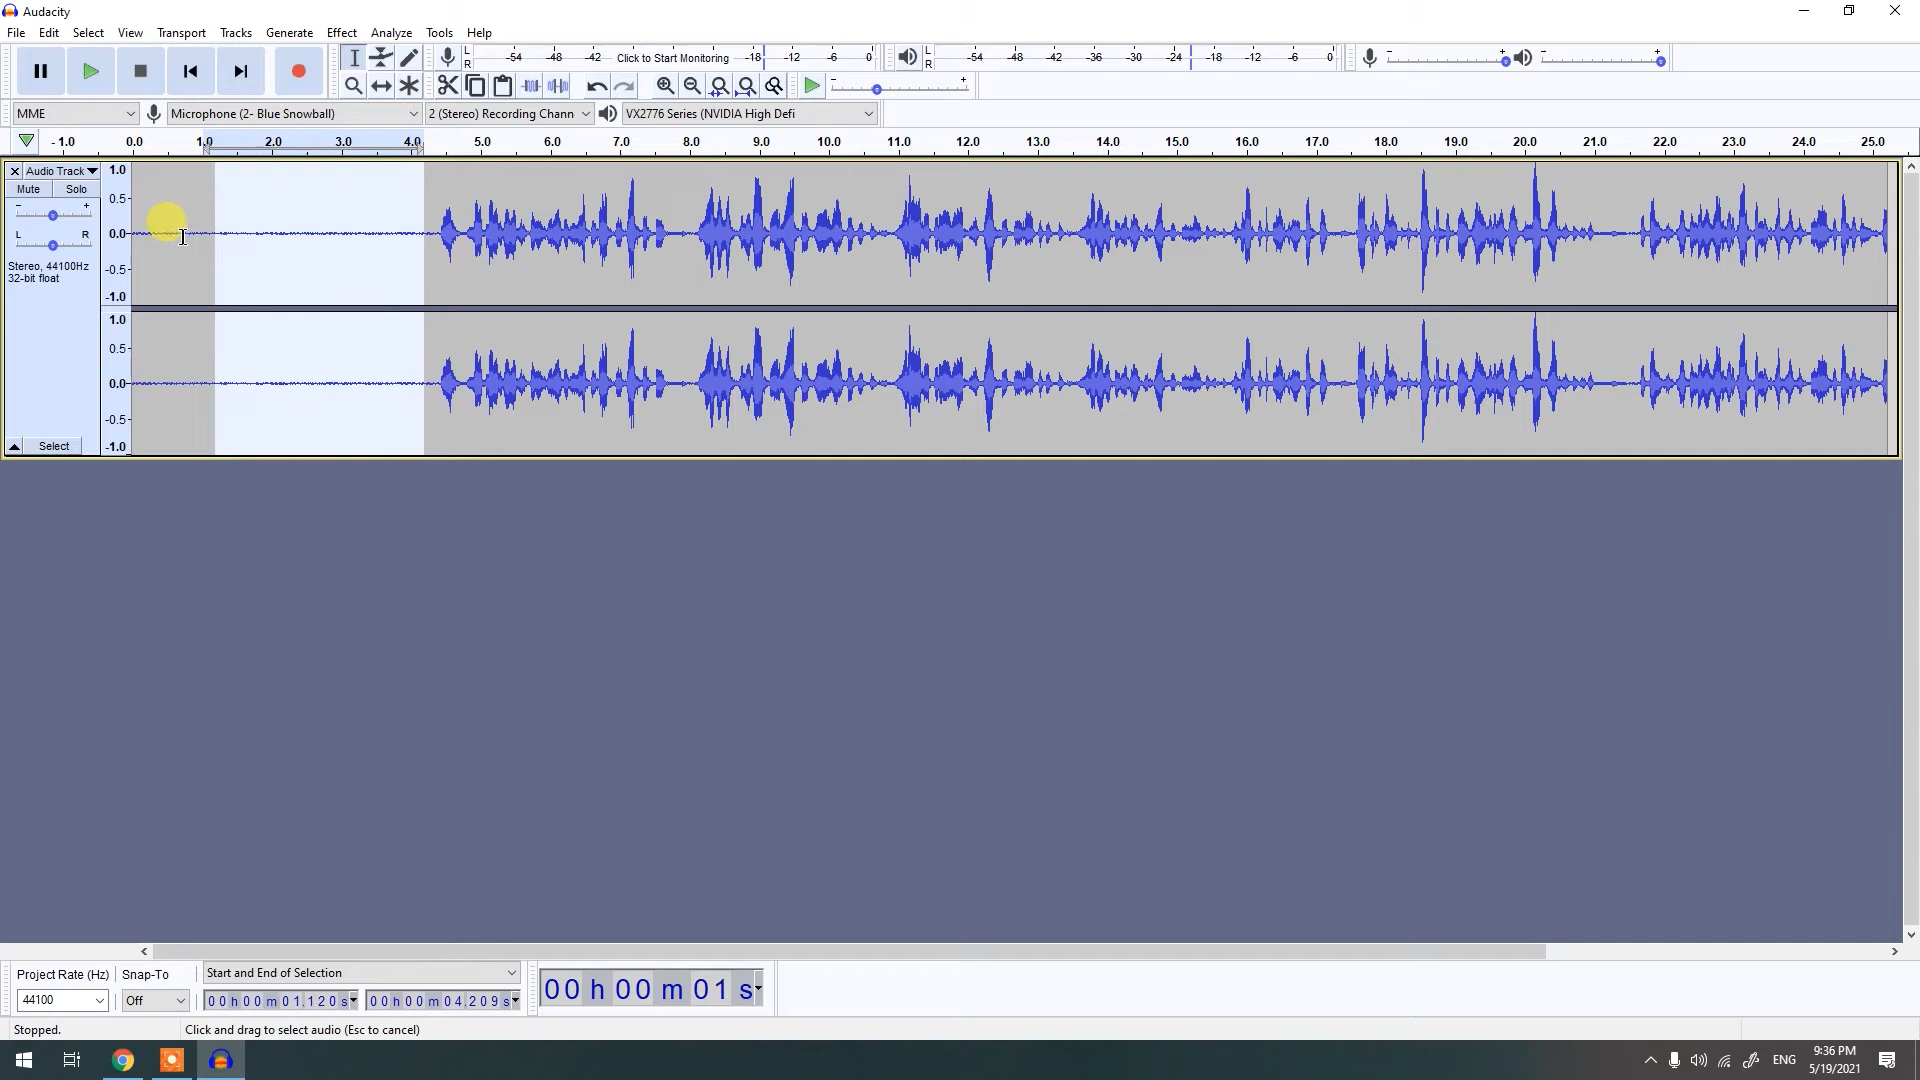 Audacity
File Edit Select View Transport Tracks Generate Effect Analyze Tools Help
L R -54 -48 -42 Click to Start Monitoring -18 -12 -6 0 L R -54 -48 -42 -36 -30 -24 -18 -12 -6 0 - + - +
- +
MME Microphone (2- Blue Snowball) 2 (Stereo) Recording Chann VX2776 Series (NVIDIA High Defi
-1.0 0.0 1.0 2.0 3.0 4.0 5.0 6.0 7.0 8.0 9.0 10.0 11.0 12.0 13.0 14.0 15.0 16.0 17.0 18.0 19.0 20.0 21.0 22.0 23.0 24.0 25.0
Audio Track 1.0
Mute Solo 0.5
- +
L R 0.0
Stereo, 44100Hz -0.5
32-bit float
-1.0
1.0
0.5
0.0
-0.5
Select -1.0
Project Rate (Hz) Snap-To Start and End of Selection
44100 Off 00h00m01.120s 00h00m04.209s 00 h 00 m 01 s
Stopped. Click and drag to select audio (Esc to cancel)
ENG 9:36 PM
5/19/2021